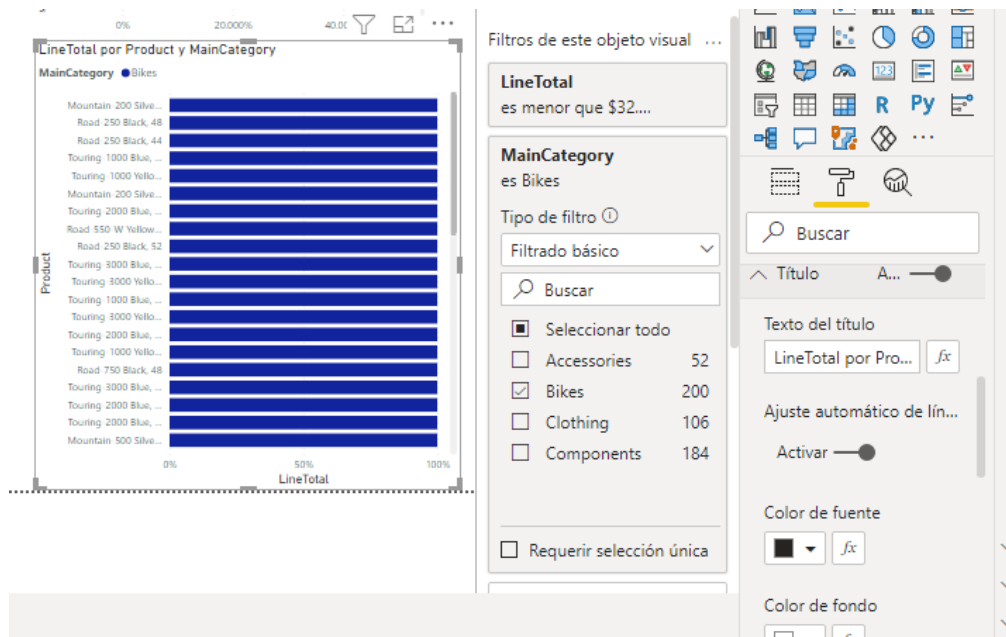 0%
20.000%
40.0(
LineTotal por Product y MainCategory
MainCategory
Bikes
Product
Mountain 200 Silve...
Road 250 Black, 48
Road 250 Black, 44
Touring 1000 Blue, ...
Touring 1000 Yello...
Mountain 200 Silve...
Touring 2000 Blue, ...
Road 550 W Yellow...
Road 250 Black, 52
Touring 3000 Blue, ...
Touring 3000 Yello...
Touring 1000 Blue, ...
Touring 3000 Yello...
Touring 2000 Blue, ...
Touring 1000 Yello...
Road 750 Black, 48
Touring 3000 Blue, ...
Touring 2000 Blue, ...
Touring 2000 Blue, ...
Mountain 500 Silve...
0%
50%
100%
LineTotal
Filtros de este objeto visual ...
LineTotal
es menor que $32....
MainCategory
es Bikes
Tipo de filtro
Filtrado básico
Buscar
Seleccionar todo
Accessories 52
Bikes 200
Clothing 106
Components 184
Requerir selección única
123
R
Py
Buscar
Título
A...
Texto del título
LineTotal por Pro...
fx
Ajuste automático de lín...
Activar
Color de fuente
fx
Color de fondo